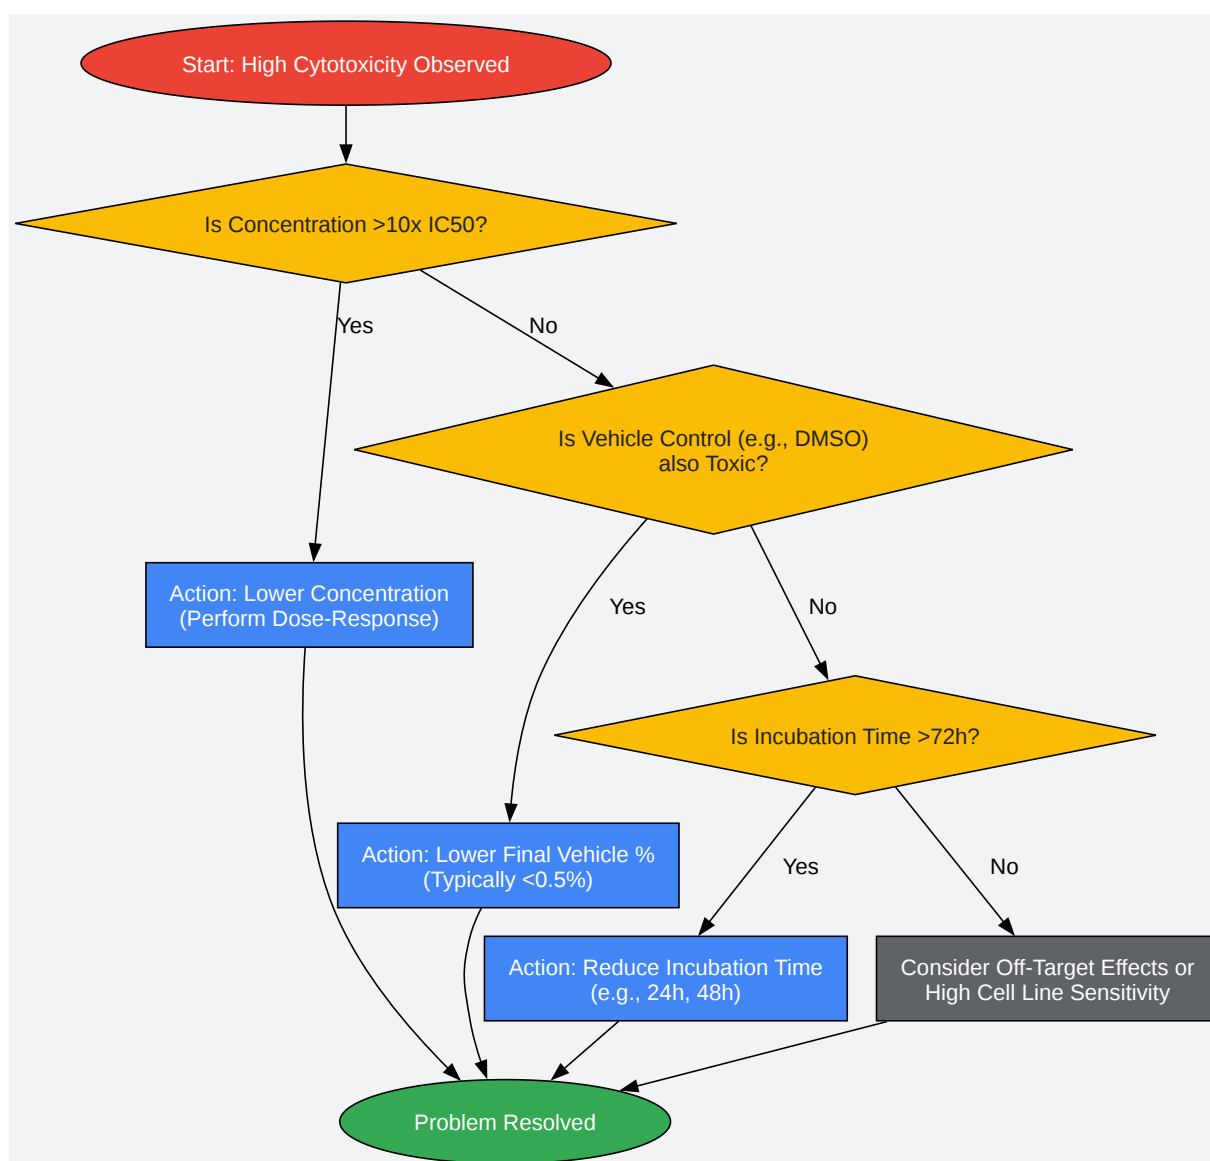 Start: High Cytotoxicity Observed
Is Concentration >10x IC50?
Yes
No
Is Vehicle Control (e.g., DMSO)
also Toxic?
Action: Lower Concentration
(Perform Dose-Response)
Yes
No
Is Incubation Time >72h?
Action: Lower Final Vehicle %
(Typically <0.5%)
Yes
No
Action: Reduce Incubation Time
(e.g., 24h, 48h)
Consider Off-Target Effects or
High Cell Line Sensitivity
Problem Resolved